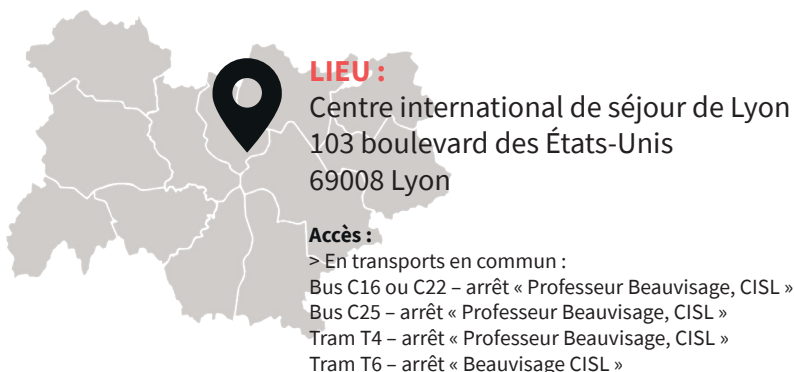 LIEU :
Centre international de séjour de Lyon
103 boulevard des États-Unis
69008 Lyon
Accès :
> En transports en commun :
Bus C16 ou C22 – arrêt « Professeur Beauvisage, CISL »
Bus C25 – arrêt « Professeur Beauvisage, CISL »
Tram T4 – arrêt « Professeur Beauvisage, CISL »
Tram T6 – arrêt « Beauvisage CISL »